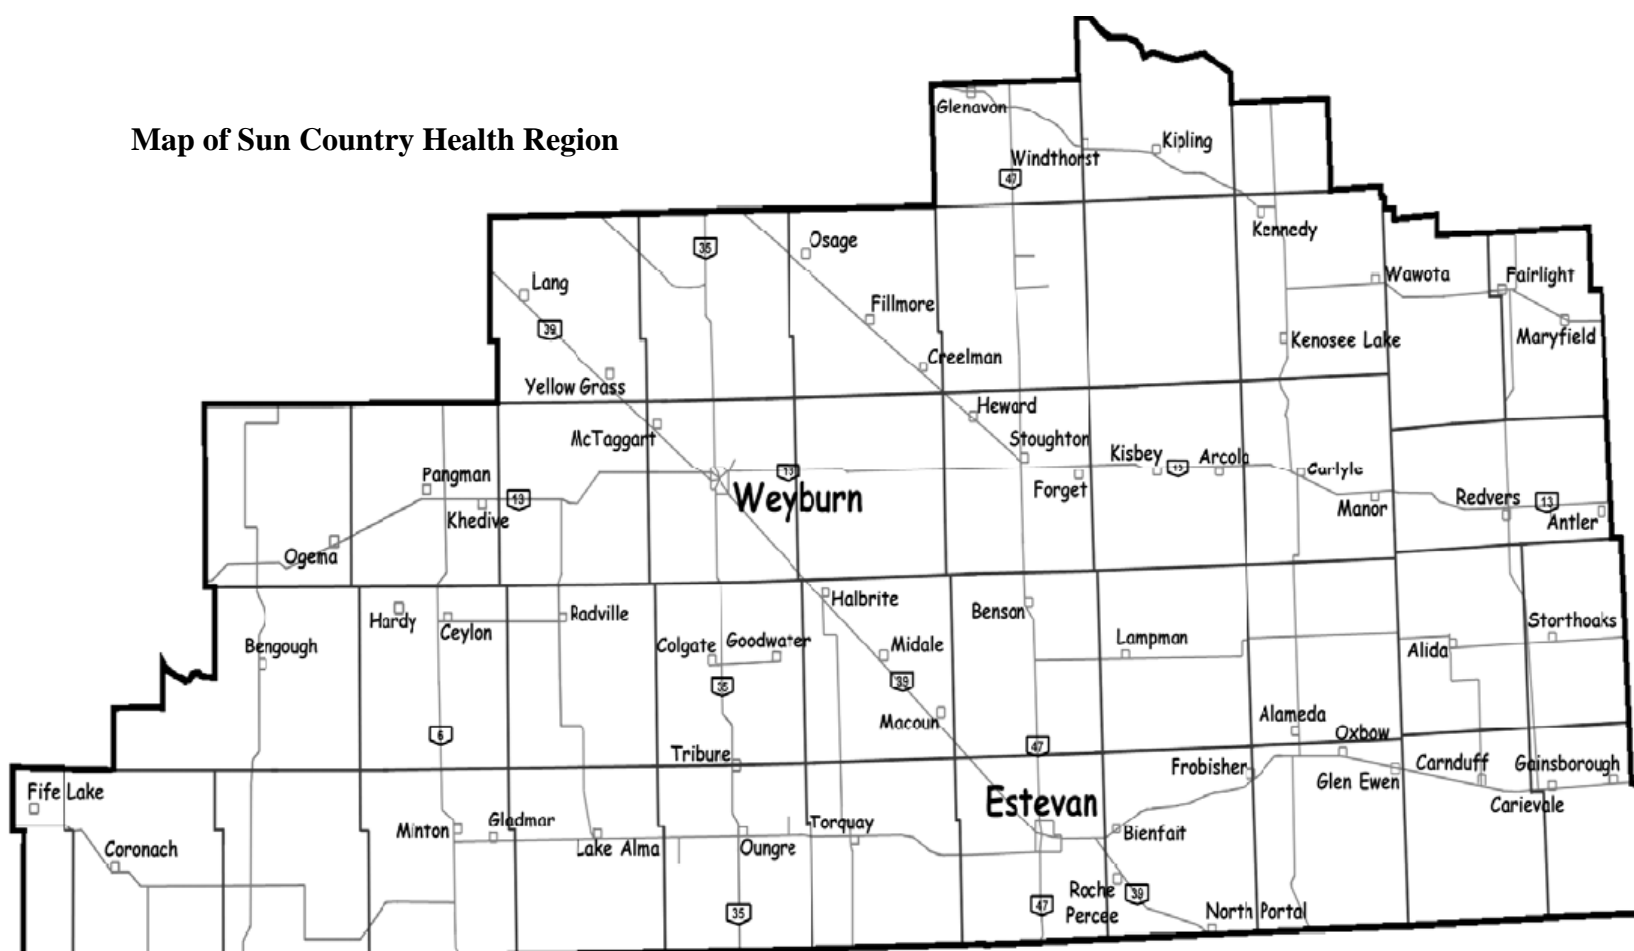 Map of Sun Country Health Region
Glenavon
Windthorst
Kipling
47
Kennedy
35
Osage
Lang
39
Fillmore
Wawota
Fairlight
Maryfield
Kenosee Lake
Creelman
Yellow Grass
Heward
McTaggart
Stoughton
Kisbey
13
Arcola
Carlyle
Pangman
13
Weyburn
13
Forget
Manor
Redvers
13
Antler
Khedive
Ogema
Hardy
Ceylon
Radville
Halbrite
Benson
Storthoaks
Bengough
Colgate
Goodwater
Midale
Lampman
Alida
35
39
Macoun
Alameda
6
47
Oxbow
Tribure
Frobisher
Glen Ewen
Carnduff
Gainsborough
Fife Lake
Estevan
Carievale
Minton
Gladmar
Torquay
Bienfait
Coronach
Lake Alma
Oungre
Roche
Percee
39
35
47
North Portal